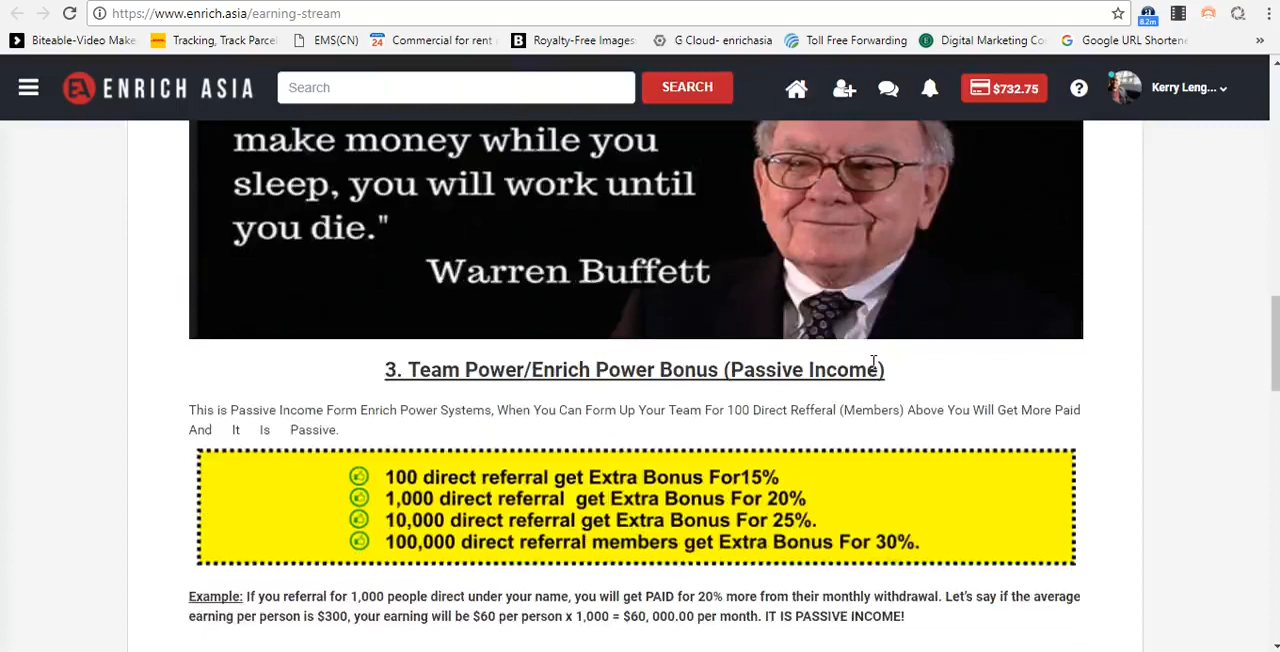 https://www.enrich.asia/earning-stream
8.2m
Biteable-Video Make
Tracking, Track Parcel
EMS(CN)
24
Commercial for rent
B
Royalty-Free Images
G Cloud- enrichasia
Toll Free Forwarding
Digital Marketing Co
Google URL Shortene
»
EA
ENRICH ASIA
Search
SEARCH
$732.75
Kerry Leng...
make money while you
sleep, you will work until
you die."
Warren Buffett
3. Team Power/Enrich Power Bonus (Passive Income)
This is Passive Income Form Enrich Power Systems, When You Can Form Up Your Team For 100 Direct Refferal (Members) Above You Will Get More Paid
And It Is Passive.
100 direct referral get Extra Bonus For15%
1,000 direct referral get Extra Bonus For 20%
10,000 direct referral get Extra Bonus For 25%.
100,000 direct referral members get Extra Bonus For 30%.
Example: If you referral for 1,000 people direct under your name, you will get PAID for 20% more from their monthly withdrawal. Let's say if the average
earning per person is $300, your earning will be $60 per person x 1,000 = $60, 000.00 per month. IT IS PASSIVE INCOME!